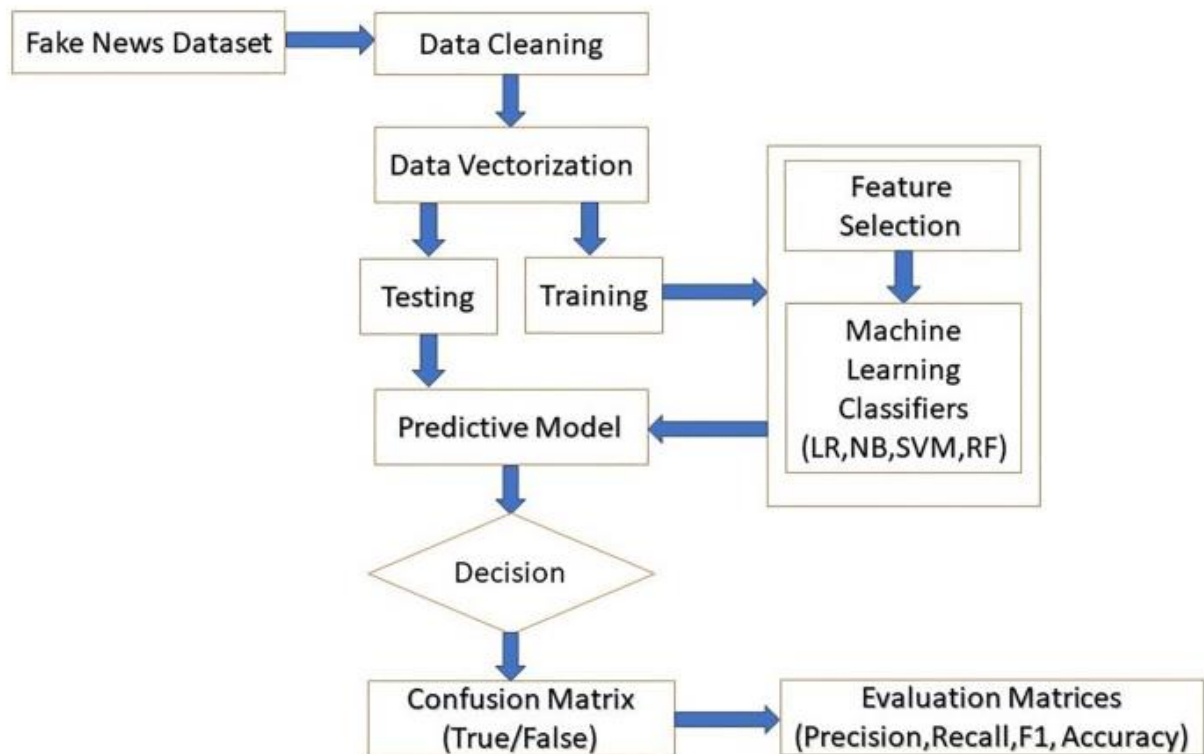 Fake News Dataset
Data Cleaning
Data Vectorization
Testing
Training
Feature
Selection
Machine
Learning
Classifiers
(LR,NB,SVM,RF)
Predictive Model
Decision
Confusion Matrix
(True/False)
Evaluation Matrices
(Precision,Recall,F1, Accuracy)